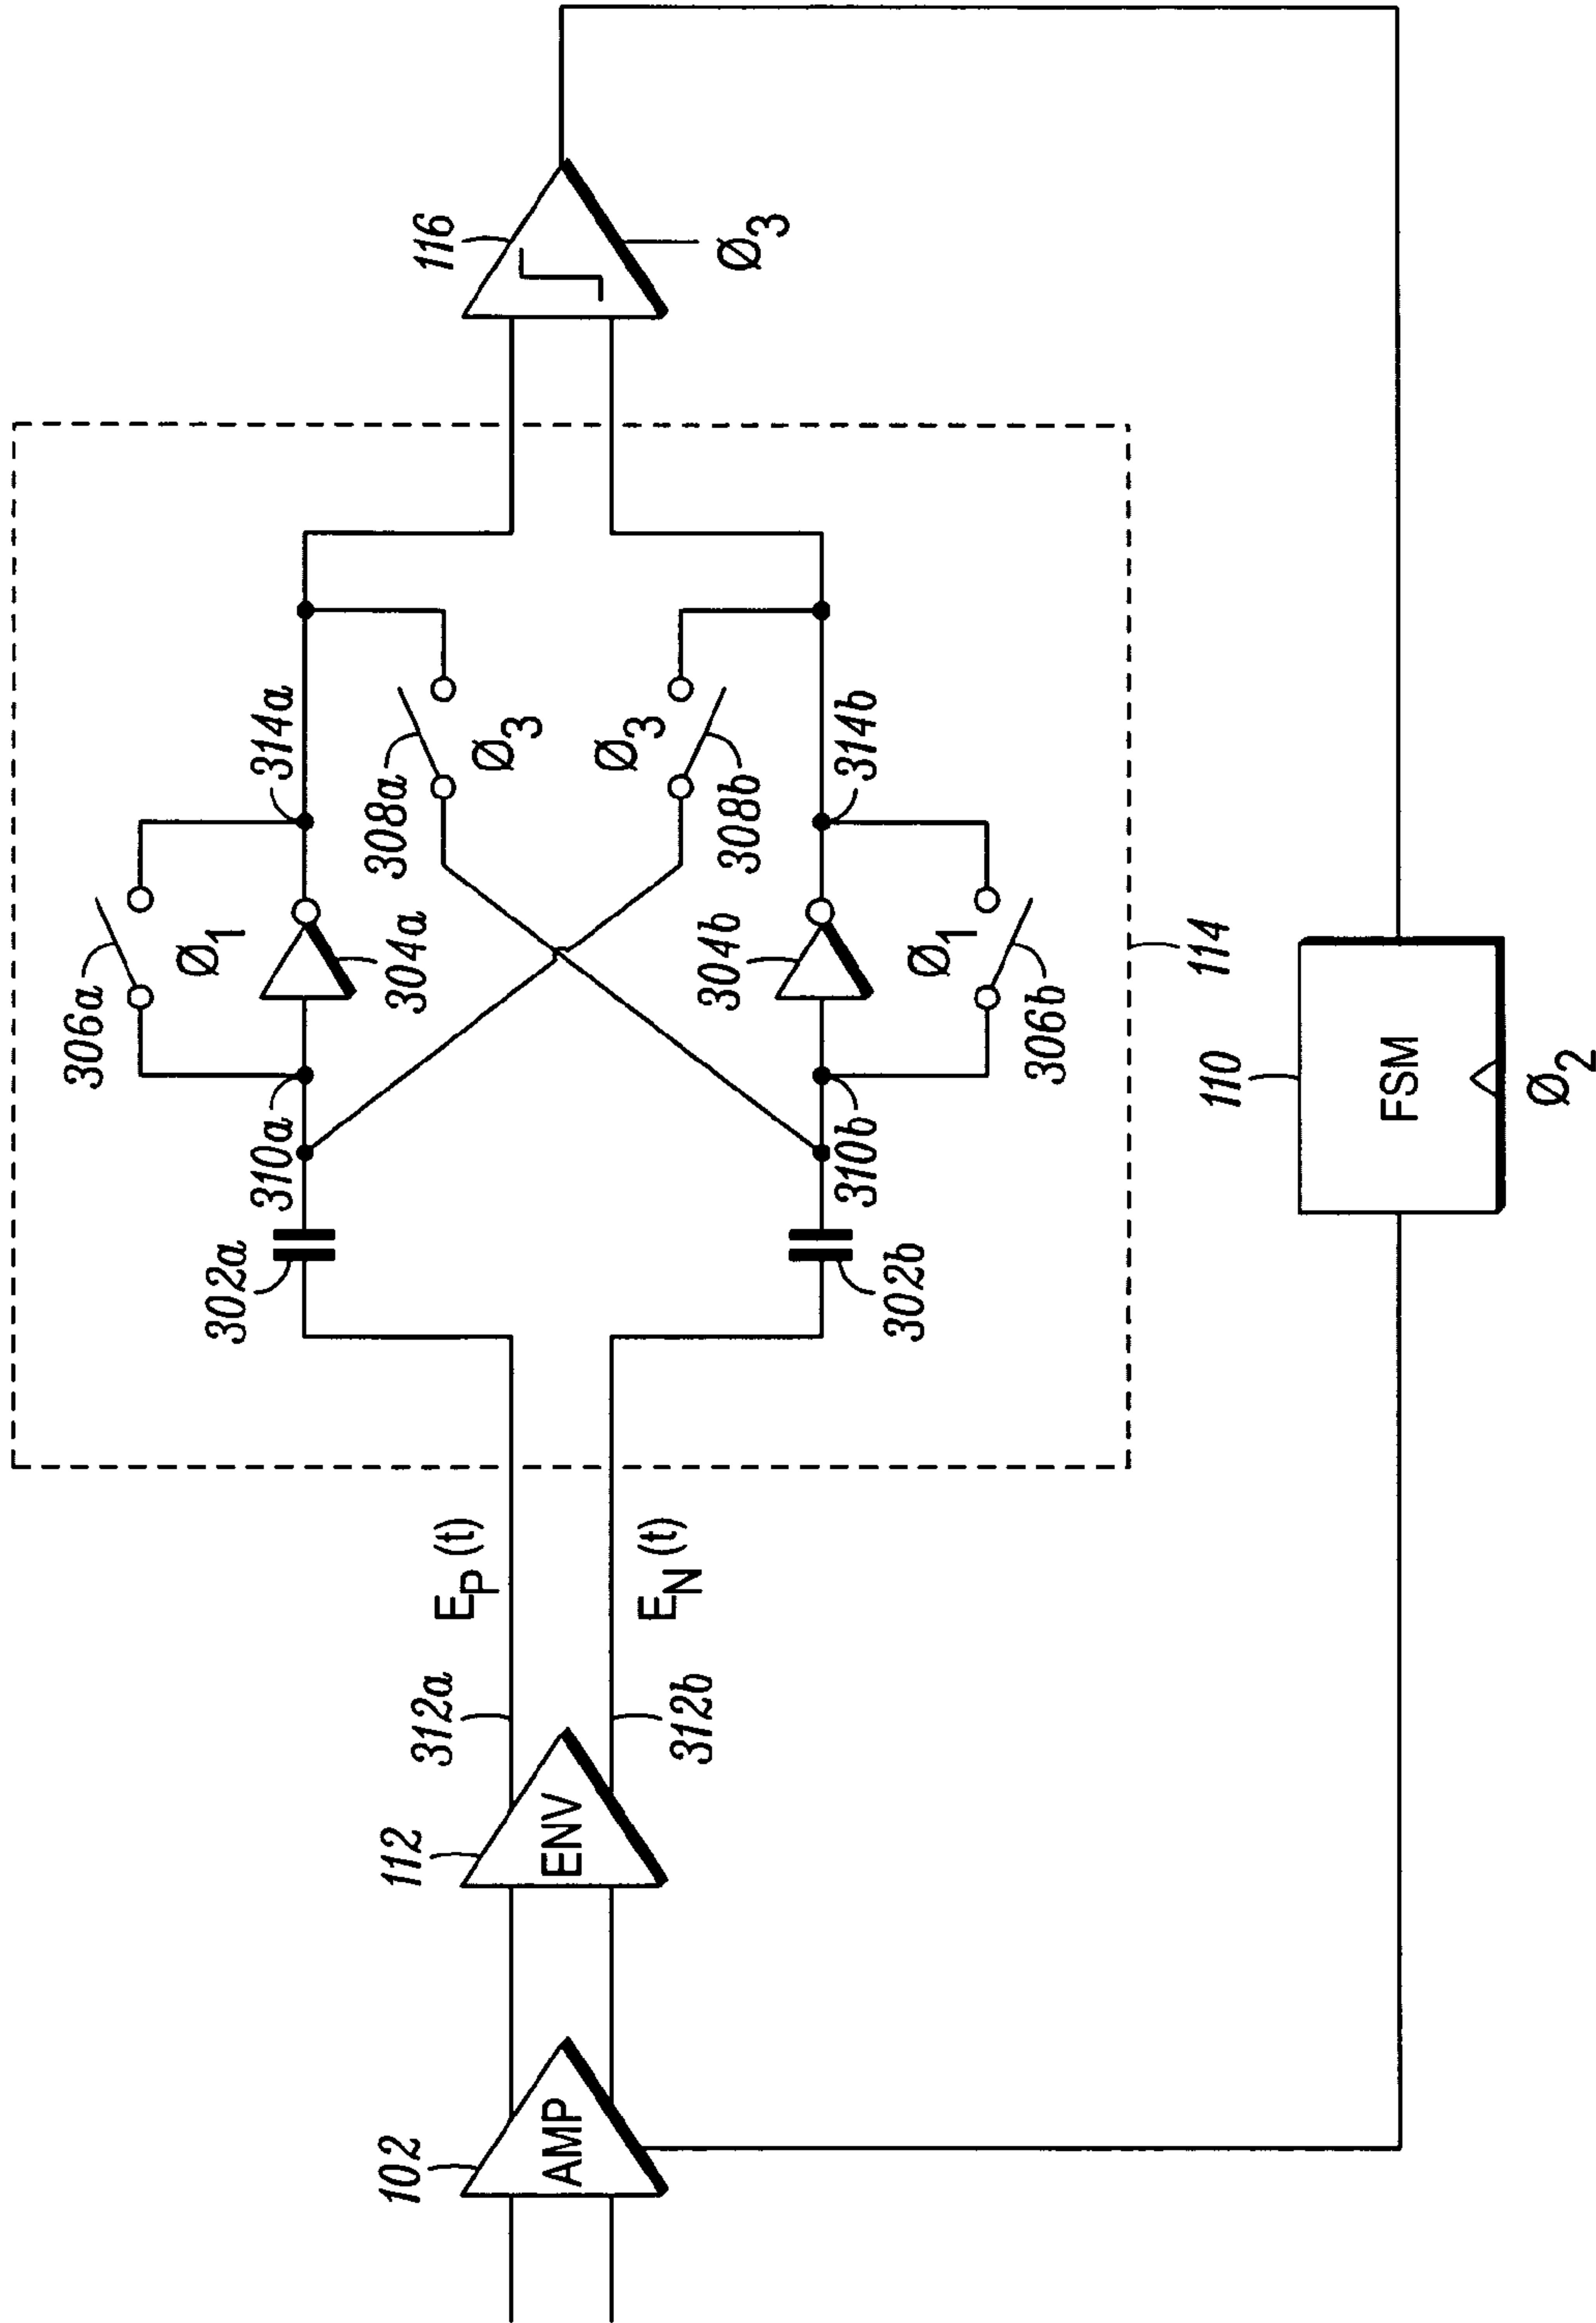 306a
Ø1
304a
314a
116
302a
310a
308a
Ø3
Ø3
102
AMP
112
ENV
312a
EP(t)
312b
EN(t)
Ø3
308b
302b
310b
304b
314b
Ø1
306b
114
110
FSM
Ø2